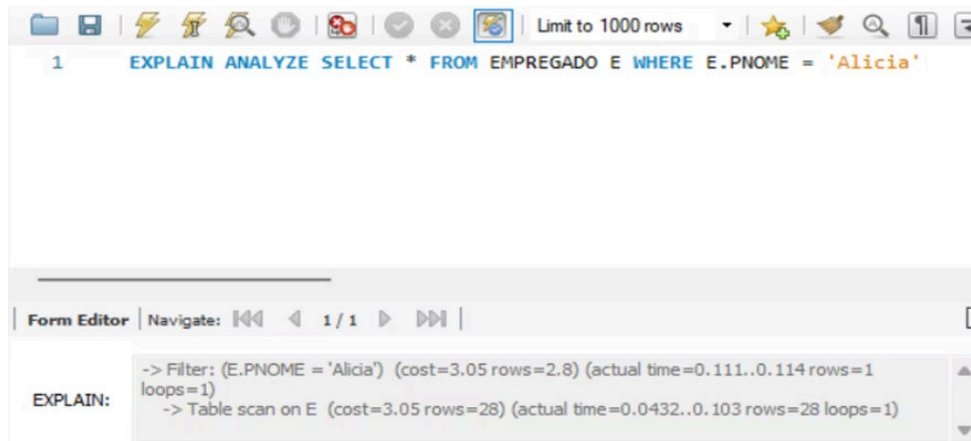 Limit to 1000 rows
1 EXPLAIN ANALYZE SELECT * FROM EMPREGADO E WHERE E.PNOME = 'Alicia'
Form Editor Navigate: 1 / 1
EXPLAIN:
-> Filter: (E.PNOME = 'Alicia') (cost=3.05 rows=2.8) (actual time=0.111..0.114 rows=1
loops=1)
-> Table scan on E (cost=3.05 rows=28) (actual time=0.0432..0.103 rows=28 loops=1)